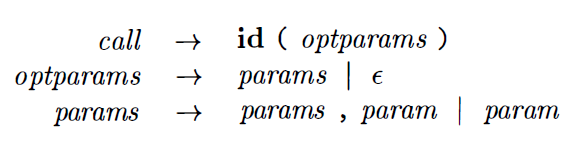 call → id ( optparams )
optparams → params | ϵ
params → params , param | param